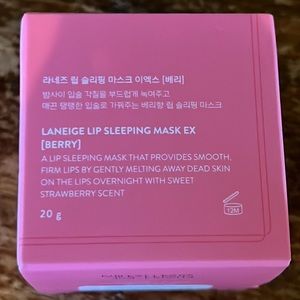 라네즈 립 슬리핑 마스크 이엑스 [베리]
밤사이 입술 각질을 부드럽게 녹여주고
매끈 탱탱한 입술로 가꿔주는 베리향 립 슬리핑 마스크
LANEIGE LIP SLEEPING MASK EX
[BERRY]
A LIP SLEEPING MASK THAT PROVIDES SMOOTH,
FIRM LIPS BY GENTLY MELTING AWAY DEAD SKIN
ON THE LIPS OVERNIGHT WITH SWEET
STRAWBERRY SCENT
20 g
12M